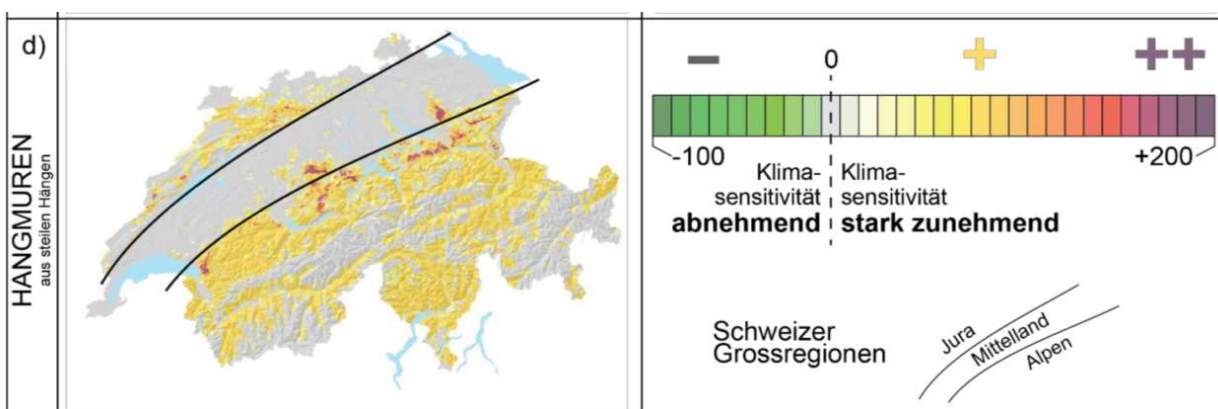 d)
HANGMUREN
aus steilen Hängen
− 0 + ++
-100 +200
Klima-
sensitivität
abnehmend
Klima-
sensitivität
stark zunehmend
Schweizer
Grossregionen
Jura
Mittelland
Alpen